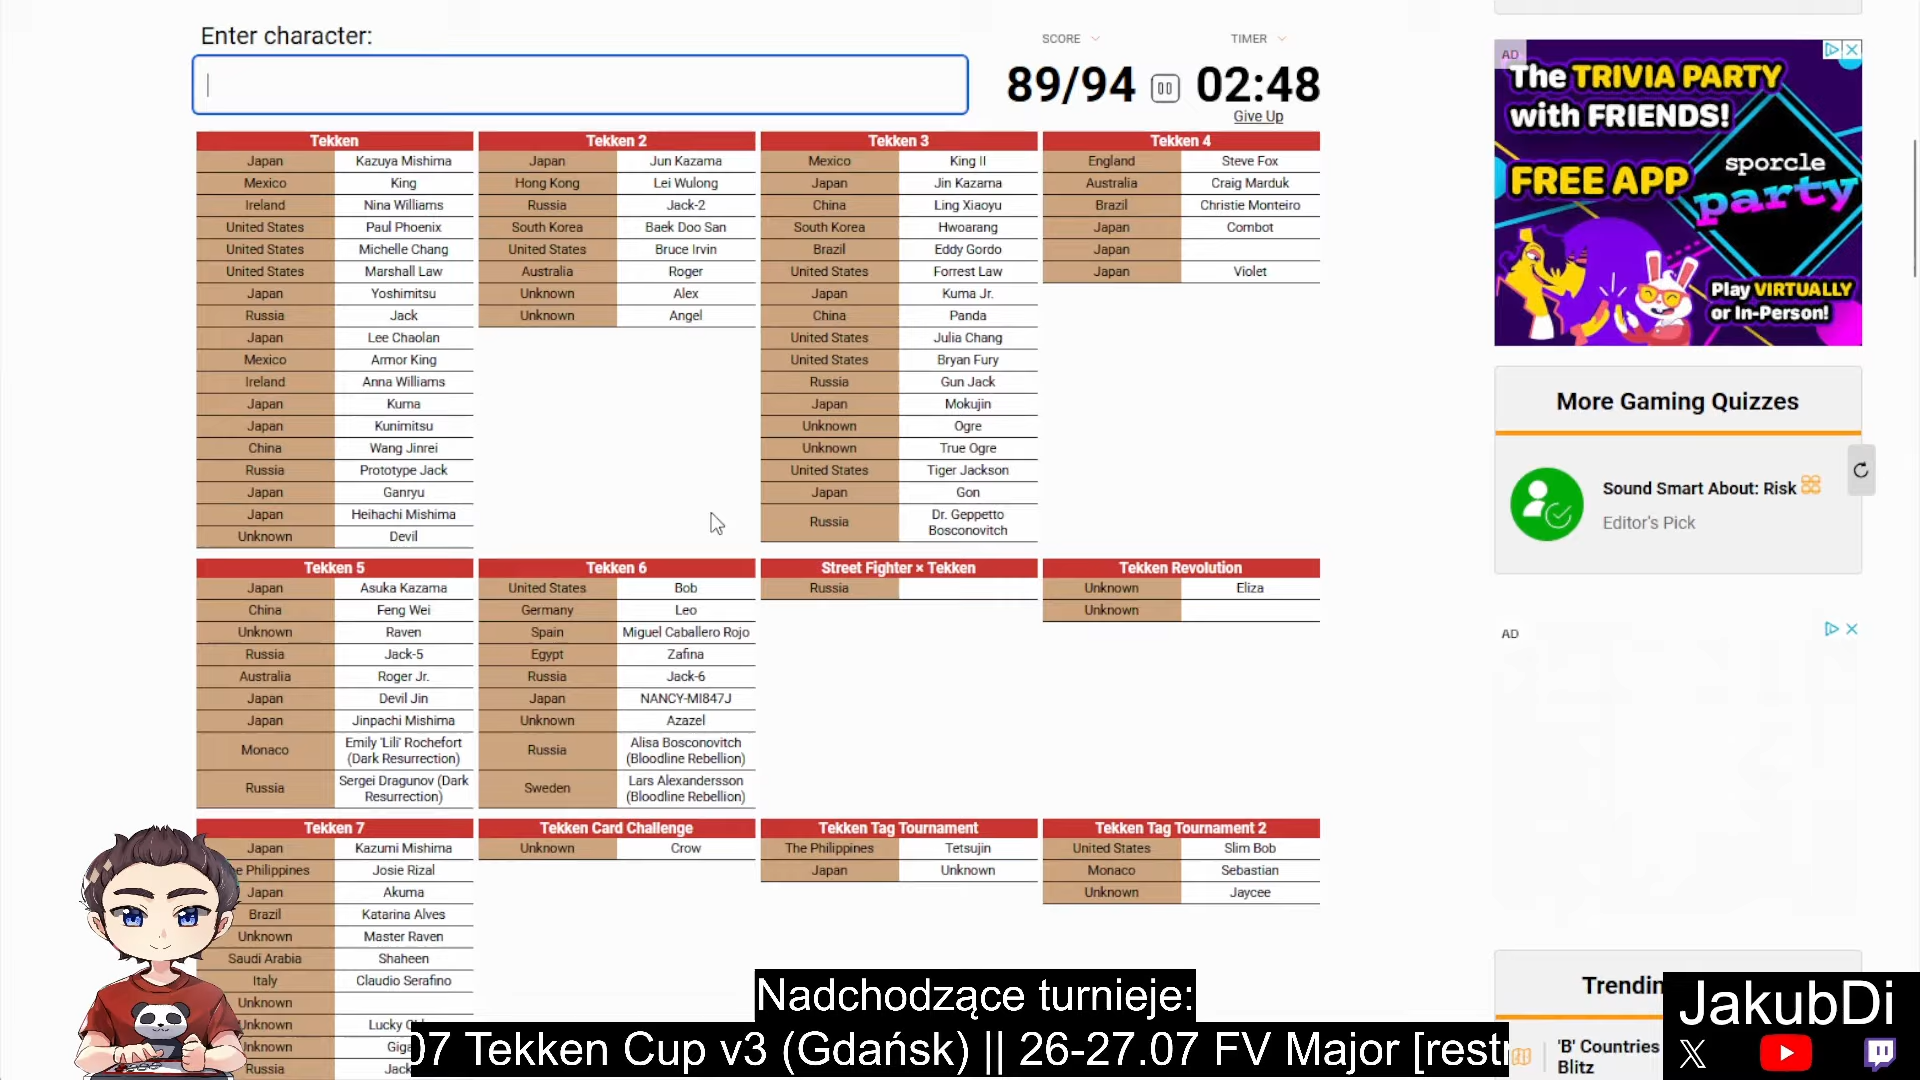 Enter character:
SCORE
TIMER
89/94
02:48
Give Up
Tekken
Japan Kazuya Mishima
Mexico King
Ireland Nina Williams
United States Paul Phoenix
United States Michelle Chang
United States Marshall Law
Japan Yoshimitsu
Russia Jack
Japan Lee Chaolan
Mexico Armor King
Ireland Anna Williams
Japan Kuma
Japan Kunimitsu
China Wang Jinrei
Russia Prototype Jack
Japan Ganryu
Japan Heihachi Mishima
Unknown Devil
Tekken 2
Japan Jun Kazama
Hong Kong Lei Wulong
Russia Jack-2
South Korea Baek Doo San
United States Bruce Irvin
Australia Roger
Unknown Alex
Unknown Angel
Tekken 3
Mexico King II
Japan Jin Kazama
China Ling Xiaoyu
South Korea Hwoarang
Brazil Eddy Gordo
United States Forrest Law
Japan Kuma Jr.
China Panda
United States Julia Chang
United States Bryan Fury
Russia Gun Jack
Japan Mokujin
Unknown Ogre
Unknown True Ogre
United States Tiger Jackson
Japan Gon
Russia Dr. Geppetto
Bosconovitch
Tekken 4
England Steve Fox
Australia Craig Marduk
Brazil Christie Monteiro
Japan Combot
Japan
Japan Violet
Tekken 5
Japan Asuka Kazama
China Feng Wei
Unknown Raven
Russia Jack-5
Australia Roger Jr.
Japan Devil Jin
Japan Jinpachi Mishima
Monaco Emily 'Lili' Rochefort
(Dark Resurrection)
Russia Sergei Dragunov (Dark
Resurrection)
Tekken 6
United States Bob
Germany Leo
Spain Miguel Caballero Rojo
Egypt Zafina
Russia Jack-6
Japan NANCY-MI847J
Unknown Azazel
Russia Alisa Bosconovitch
(Bloodline Rebellion)
Sweden Lars Alexandersson
(Bloodline Rebellion)
Street Fighter × Tekken
Russia
Tekken Revolution
Unknown Eliza
Unknown
Tekken 7
Japan Kazumi Mishima
e Philippines Josie Rizal
Japan Akuma
Brazil Katarina Alves
Unknown Master Raven
Saudi Arabia Shaheen
Italy Claudio Serafino
Unknown
Unknown Lucky
nknown Giga
Russia Jack
Tekken Card Challenge
Unknown Crow
Tekken Tag Tournament
The Philippines Tetsujin
Japan Unknown
Tekken Tag Tournament 2
United States Slim Bob
Monaco Sebastian
Unknown Jaycee
AD
The TRIVIA PARTY
with FRIENDS!
FREE APP
sporcle
party
Play VIRTUALLY
or In-Person!
More Gaming Quizzes
Sound Smart About: Risk
Editor's Pick
AD
Trendin
'B' Countries
Blitz
Nadchodzące turnieje:
07 Tekken Cup v3 (Gdańsk) || 26-27.07 FV Major [restr
JakubDi